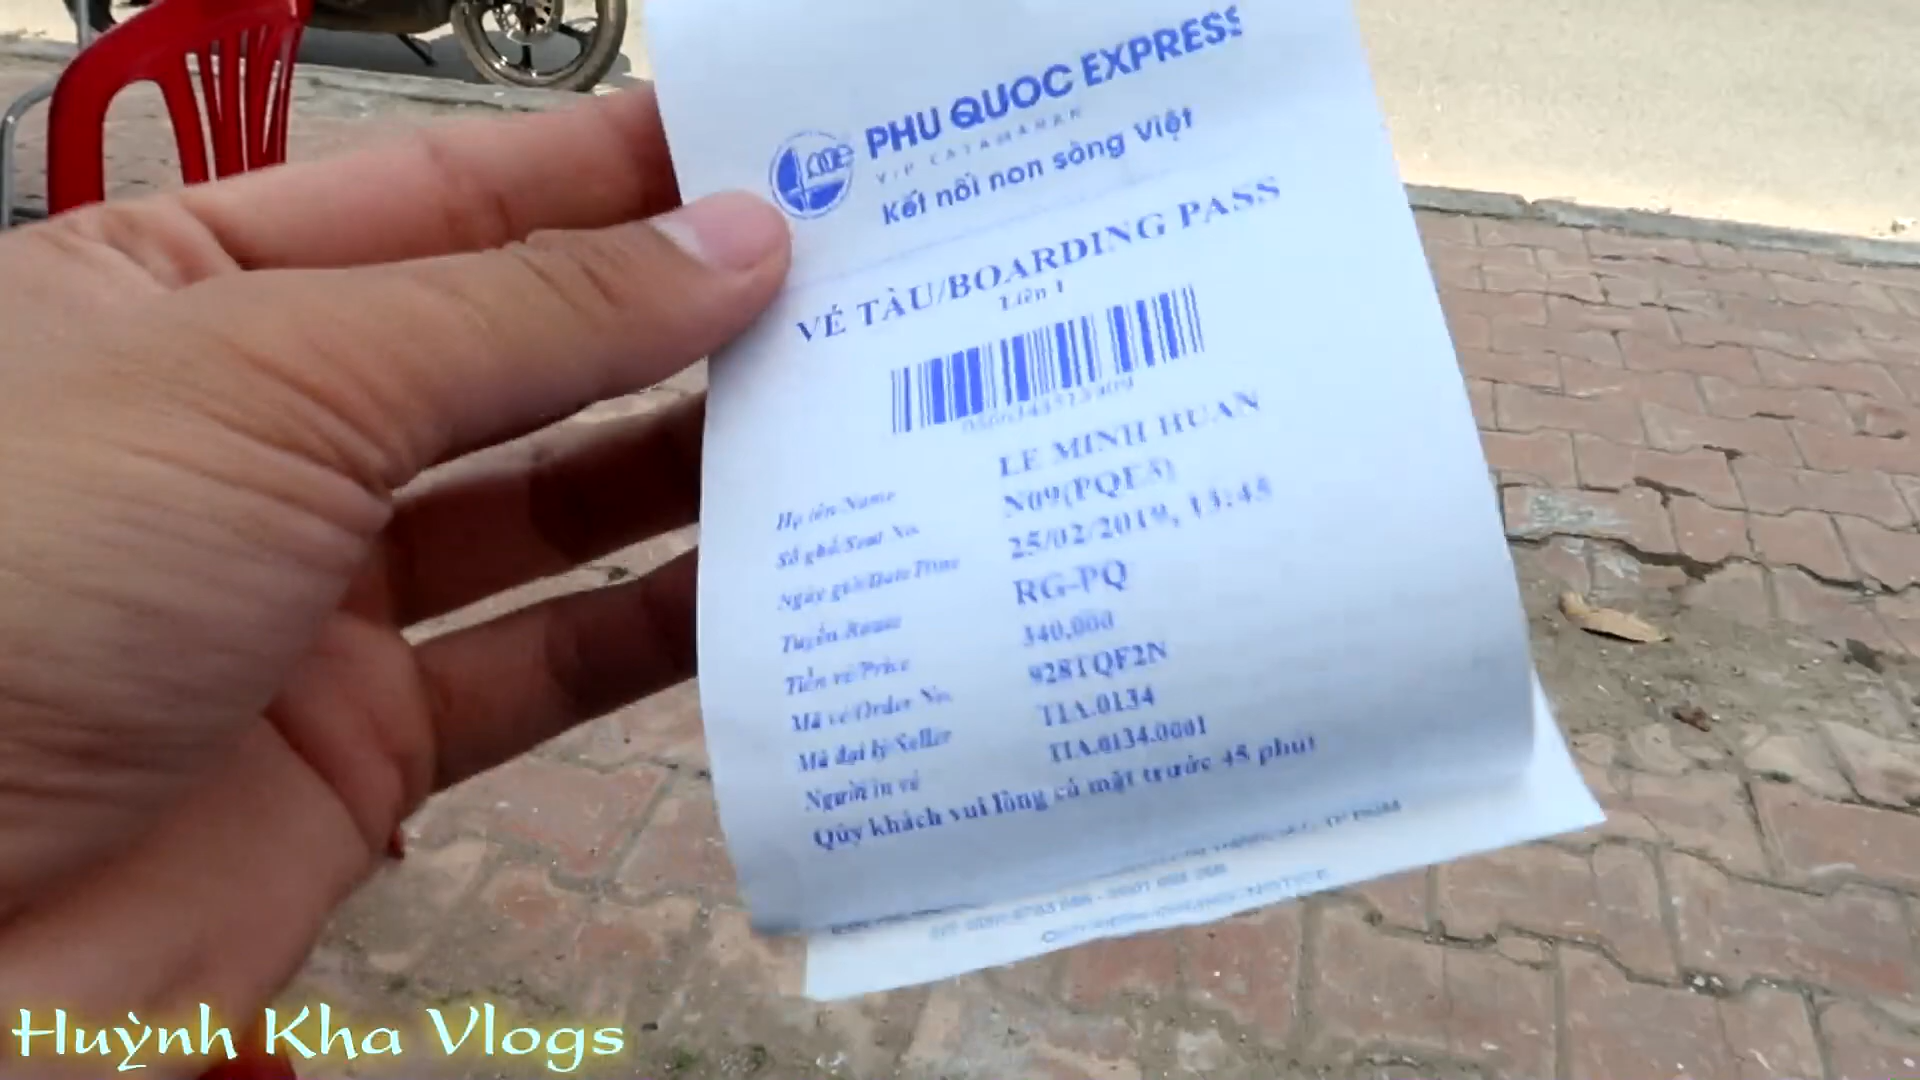 PHU QUOC EXPRESS
VIP CATAMARAN
Kết nối non sông Việt
VÉ TÀU/BOARDING PASS
Liên 1
Họ tên/Name LE MINH HUAN
Số ghế/Seat No. N09(PQE5)
Ngày giờ/Date Time 25/02/2019, 13:45
Tuyến/Route RG-PQ
Tiền vé/Price 340,000
Mã vé/Order No. 928TQF2N
Mã đại lý/Seller TIA.0134
Người in vé TIA.0134.0001
Qúy khách vui lòng có mặt trước 45 phút
Huỳnh Kha Vlogs